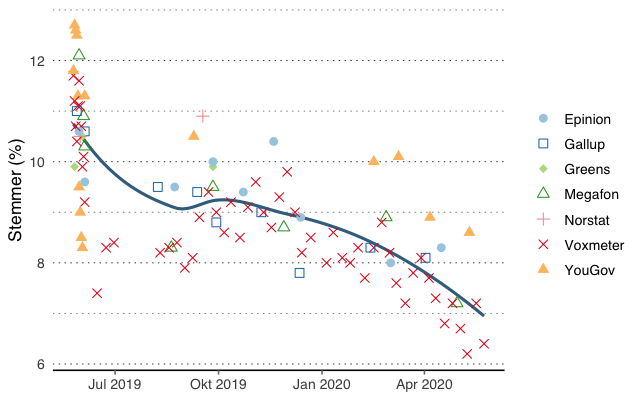 Stemmer (%)
12
10
8
6
Jul 2019
Okt 2019
Jan 2020
Apr 2020
Epinion
Gallup
Greens
Megafon
Norstat
Voxmeter
YouGov